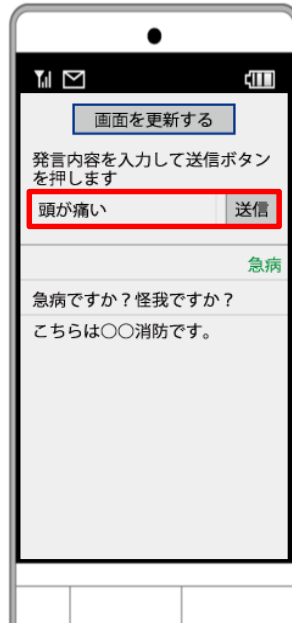 画面を更新する
発言内容を入力して送信ボタン
を押します
頭が痛い 送信
急病
急病ですか？怪我ですか？
こちらは〇〇消防です。